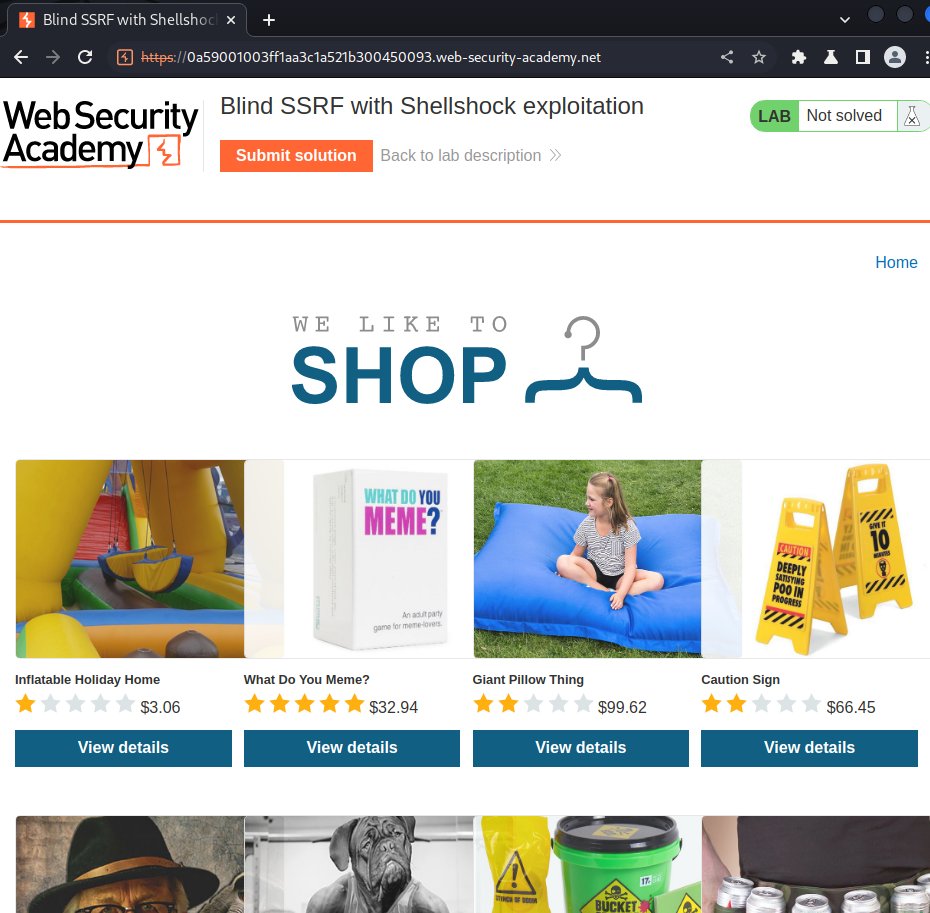 Blind SSRF with Shellshoc
https://0a59001003ff1aa3c1a521b300450093.web-security-academy.net
Web Security
Academy
Blind SSRF with Shellshock exploitation
Submit solution
Back to lab description
LAB
Not solved
Home
WE LIKE TO
SHOP
WHAT DO YOU
MEME?
An adult party
game for meme-lovers.
CAUTION
DEEPLY
SATISFYING
POO IN
PROGRESS
GIVE IT
10
MINUTES
Inflatable Holiday Home
$3.06
View details
What Do You Meme?
$32.94
View details
Giant Pillow Thing
$99.62
View details
Caution Sign
$66.45
View details
STENCH OF DOOM
BUCKET